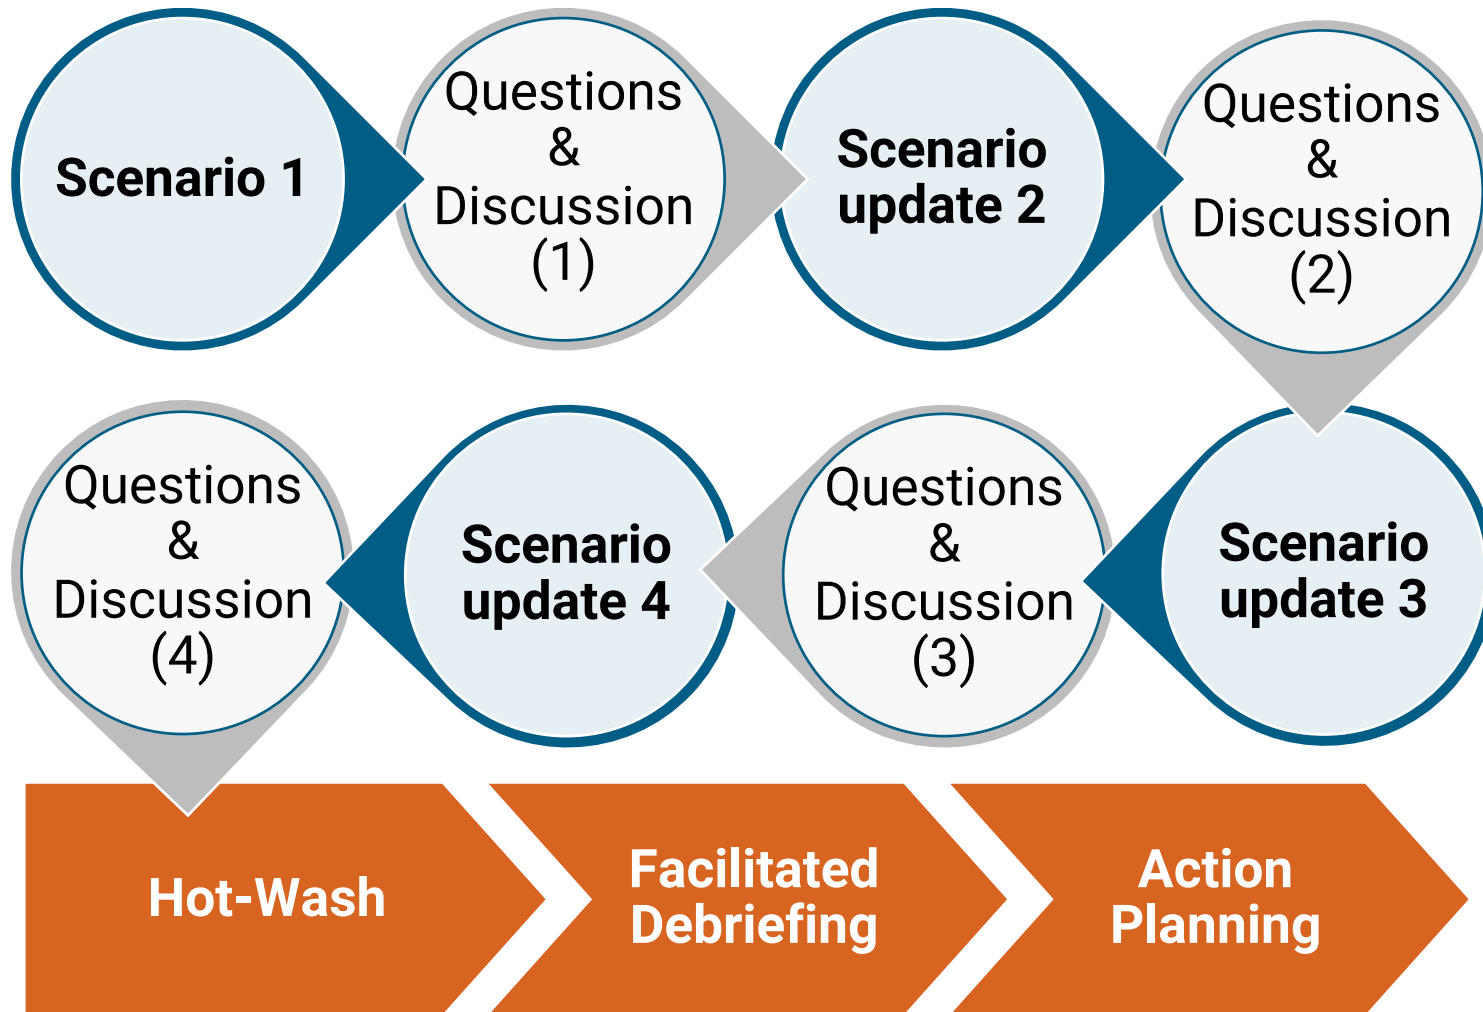 Scenario 1
Questions
&
Discussion
(1)
Scenario
update 2
Questions
&
Discussion
(2)
Scenario
update 3
Questions
&
Discussion
(3)
Scenario
update 4
Questions
&
Discussion
(4)
Hot-Wash
Facilitated
Debriefing
Action
Planning